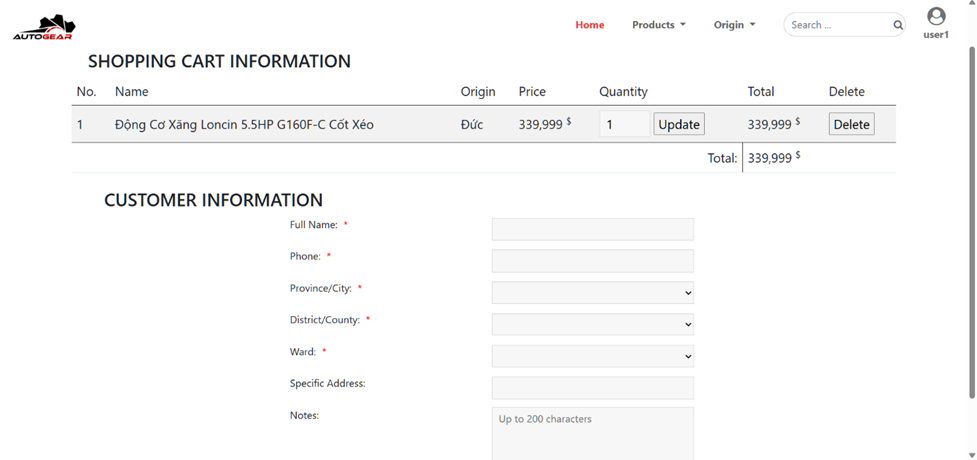 Home Products Origin Search ...
AUTOGEAR
user1
SHOPPING CART INFORMATION
No. Name Origin Price Quantity Total Delete
1 Động Cơ Xăng Loncin 5.5HP G160F-C Cốt Xéo Đức 339,999 $ 1 Update 339,999 $ Delete
Total: 339,999 $
CUSTOMER INFORMATION
Full Name: *
Phone: *
Province/City: *
District/County: *
Ward: *
Specific Address:
Notes: Up to 200 characters